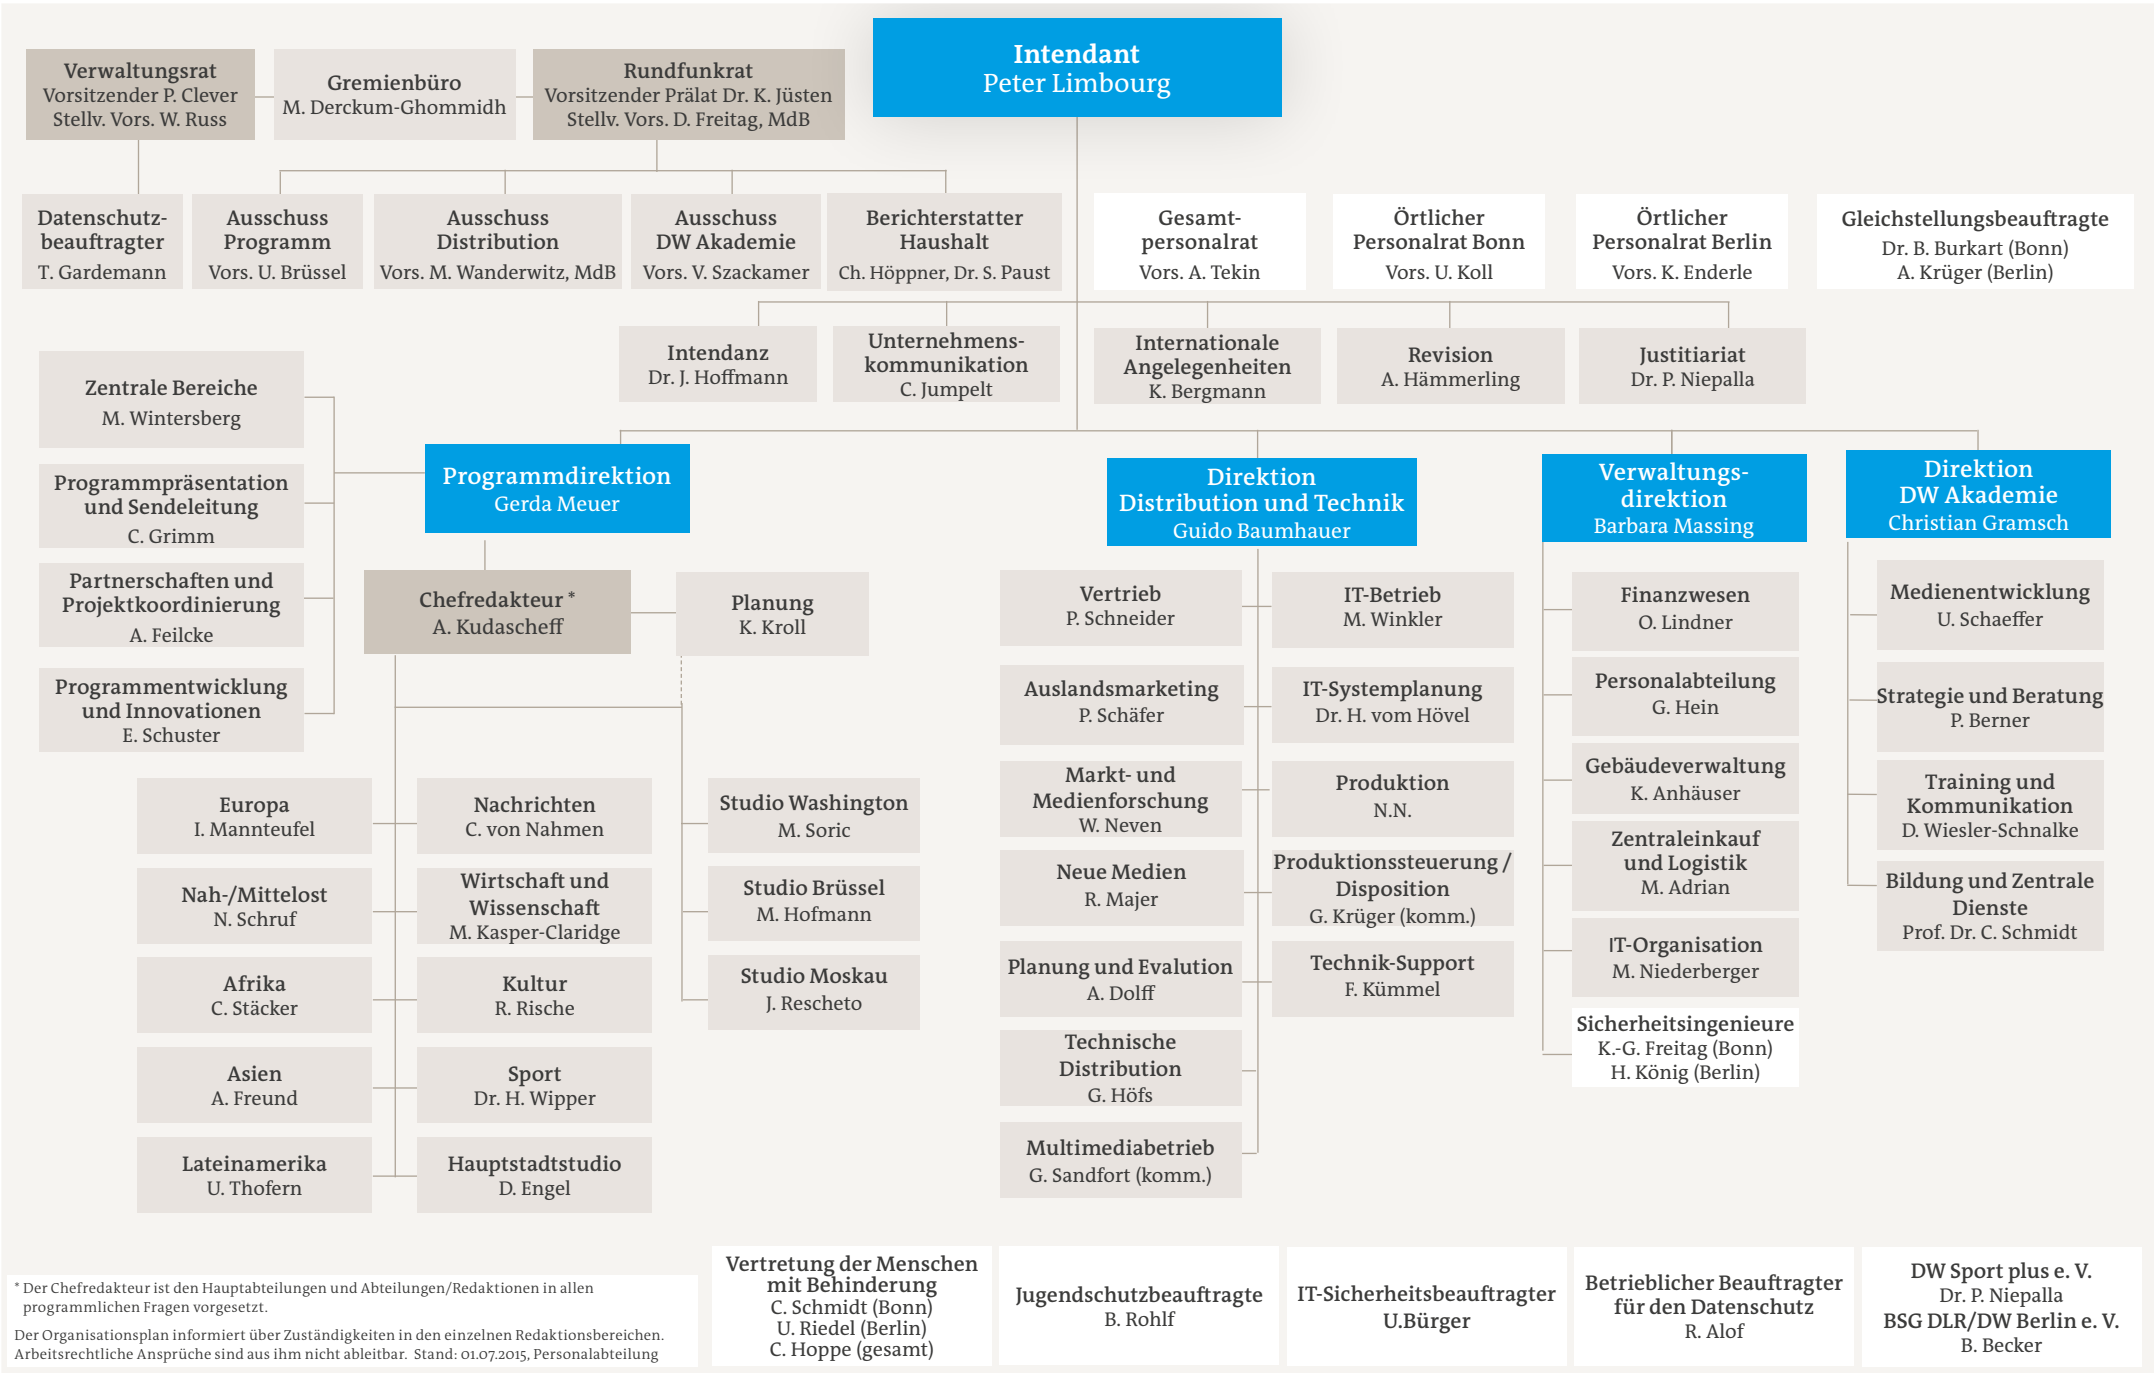 Intendant
Peter Limbourg
Verwaltungsrat
Vorsitzender P. Clever
Stellv. Vors. W. Russ
Gremienbüro
M. Derckum-Ghommidh
Rundfunkrat
Vorsitzender Prälat Dr. K. Jüsten
Stellv. Vors. D. Freitag, MdB
Datenschutz-
beauftragter
T. Gardemann
Ausschuss
Programm
Vors. U. Brüssel
Ausschuss
Distribution
Vors. M. Wanderwitz, MdB
Ausschuss
DW Akademie
Vors. V. Szackamer
Berichterstatter
Haushalt
Ch. Höppner, Dr. S. Paust
Gesamt-
personalrat
Vors. A. Tekin
Örtlicher
Personalrat Bonn
Vors. U. Koll
Örtlicher
Personalrat Berlin
Vors. K. Enderle
Gleichstellungsbeauftragte
Dr. B. Burkart (Bonn)
A. Krüger (Berlin)
Intendanz
Dr. J. Hoffmann
Unternehmens-
kommunikation
C. Jumpelt
Internationale
Angelegenheiten
K. Bergmann
Revision
A. Hämmerling
Justitiariat
Dr. P. Niepalla
Zentrale Bereiche
M. Wintersberg
Programmpräsentation
und Sendeleitung
C. Grimm
Partnerschaften und
Projektkoordinierung
A. Feilcke
Programmentwicklung
und Innovationen
E. Schuster
Programmdirektion
Gerda Meuer
Chefredakteur *
A. Kudascheff
Planung
K. Kroll
Europa
I. Mannteufel
Nah-/Mittelost
N. Schruf
Afrika
C. Stäcker
Asien
A. Freund
Lateinamerika
U. Thofern
Nachrichten
C. von Nahmen
Wirtschaft und
Wissenschaft
M. Kasper-Claridge
Kultur
R. Rische
Sport
Dr. H. Wipper
Hauptstadtstudio
D. Engel
Studio Washington
M. Soric
Studio Brüssel
M. Hofmann
Studio Moskau
J. Rescheto
Direktion
Distribution und Technik
Guido Baumhauer
Vertrieb
P. Schneider
Auslandsmarketing
P. Schäfer
Markt- und
Medienforschung
W. Neven
Neue Medien
R. Majer
Planung und Evalution
A. Dolff
Technische
Distribution
G. Höfs
Multimediabetrieb
G. Sandfort (komm.)
IT-Betrieb
M. Winkler
IT-Systemplanung
Dr. H. vom Hövel
Produktion
N.N.
Produktionssteuerung /
Disposition
G. Krüger (komm.)
Technik-Support
F. Kümmel
Verwaltungs-
direktion
Barbara Massing
Finanzwesen
O. Lindner
Personalabteilung
G. Hein
Gebäudeverwaltung
K. Anhäuser
Zentraleinkauf
und Logistik
M. Adrian
IT-Organisation
M. Niederberger
Sicherheitsingenieure
K.-G. Freitag (Bonn)
H. König (Berlin)
Direktion
DW Akademie
Christian Gramsch
Medienentwicklung
U. Schaeffer
Strategie und Beratung
P. Berner
Training und
Kommunikation
D. Wiesler-Schnalke
Bildung und Zentrale
Dienste
Prof. Dr. C. Schmidt
* Der Chefredakteur ist den Hauptabteilungen und Abteilungen/Redaktionen in allen
programmlichen Fragen vorgesetzt.
Der Organisationsplan informiert über Zuständigkeiten in den einzelnen Redaktionsbereichen.
Arbeitsrechtliche Ansprüche sind aus ihm nicht ableitbar. Stand: 01.07.2015, Personalabteilung
Vertretung der Menschen
mit Behinderung
C. Schmidt (Bonn)
U. Riedel (Berlin)
C. Hoppe (gesamt)
Jugendschutzbeauftragte
B. Rohlf
IT-Sicherheitsbeauftragter
U.Bürger
Betrieblicher Beauftragter
für den Datenschutz
R. Alof
DW Sport plus e. V.
Dr. P. Niepalla
BSG DLR/DW Berlin e. V.
B. Becker